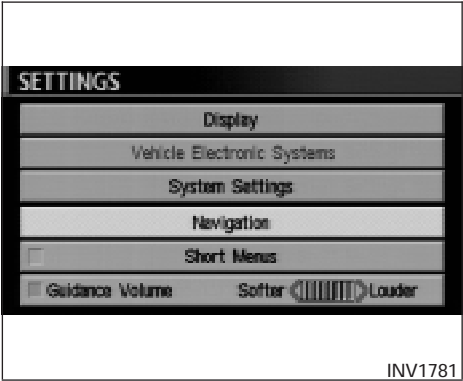 SETTINGS
Display
Vehicle Electronic Systems
System Settings
Navigation
Short Menus
Guidance Volume Softer Louder
INV1781